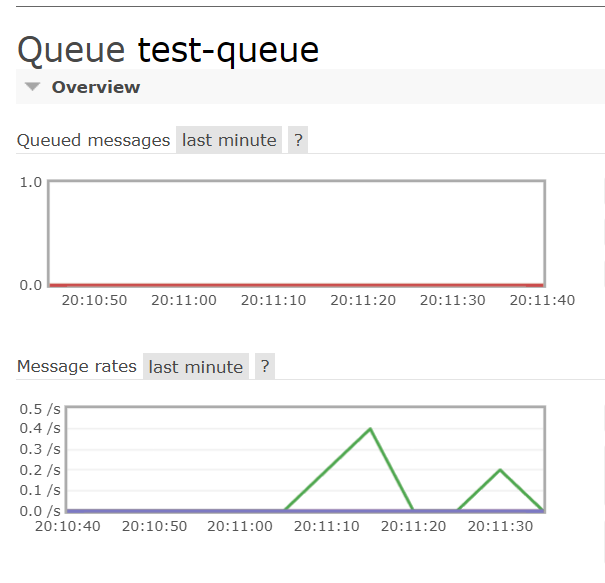 Queue test-queue
Overview
Queued messages last minute ?
1.0
0.0
20:10:50 20:11:00 20:11:10 20:11:20 20:11:30 20:11:40
Message rates last minute ?
0.5 /s
0.4 /s
0.3 /s
0.2 /s
0.1 /s
0.0 /s
20:10:40 20:10:50 20:11:00 20:11:10 20:11:20 20:11:30